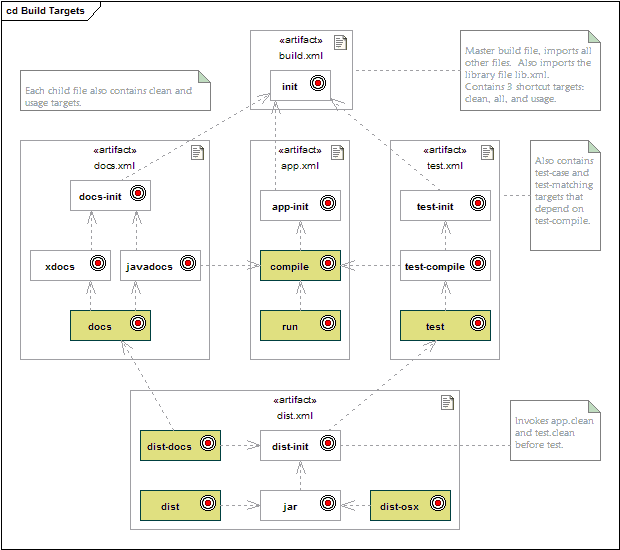 cd Build Targets
«artifact»
build.xml
init
Master build file, imports all
other files. Also imports the
library file lib.xml.
Contains 3 shortcut targets:
clean, all, and usage.
Each child file also contains clean and
usage targets.
«artifact»
docs.xml
docs-init
xdocs
javadocs
docs
«artifact»
app.xml
app-init
compile
run
«artifact»
test.xml
test-init
test-compile
test
Also contains
test-case and
test-matching
targets that
depend on
test-compile.
«artifact»
dist.xml
dist-docs
dist-init
dist
jar
dist-osx
Invokes app.clean
and test.clean
before test.